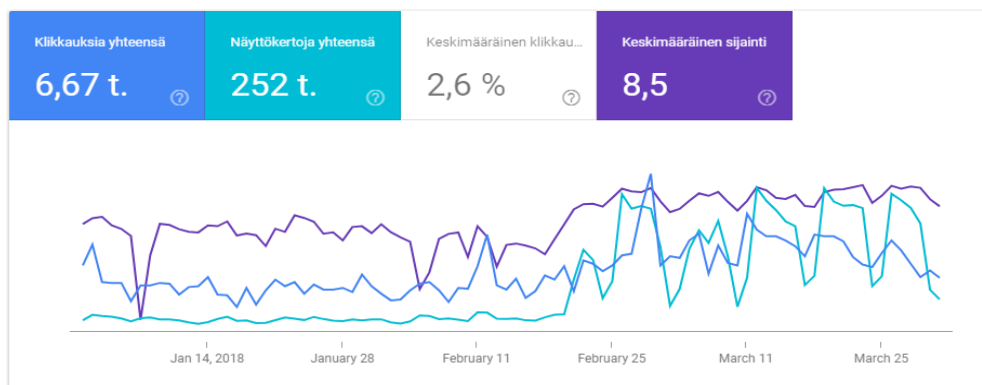 Klikkauksia yhteensä
6,67 t.
Näyttökertoja yhteensä
252 t.
Keskimääräinen klikkau...
2,6 %
Keskimääräinen sijainti
8,5
Jan 14, 2018
January 28
February 11
February 25
March 11
March 25